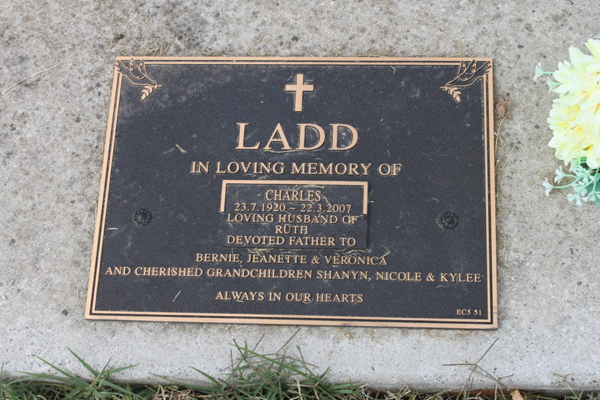 LADD
IN LOVING MEMORY OF
CHARLES
23.7.1920 ~ 22.3.2007
LOVING HUSBAND OF
RUTH
DEVOTED FATHER TO
BERNIE, JEANETTE & VERONICA
AND CHERISHED GRANDCHILDREN SHANYN, NICOLE & KYLEE
ALWAYS IN OUR HEARTS
EC5 51